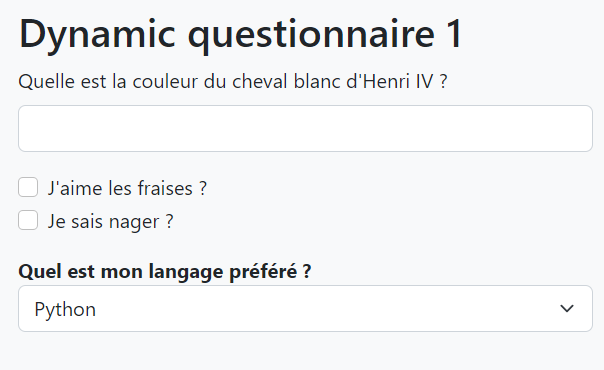 Dynamic questionnaire 1
Quelle est la couleur du cheval blanc d'Henri IV ?
J'aime les fraises ?
Je sais nager ?
Quel est mon langage préféré ?
Python